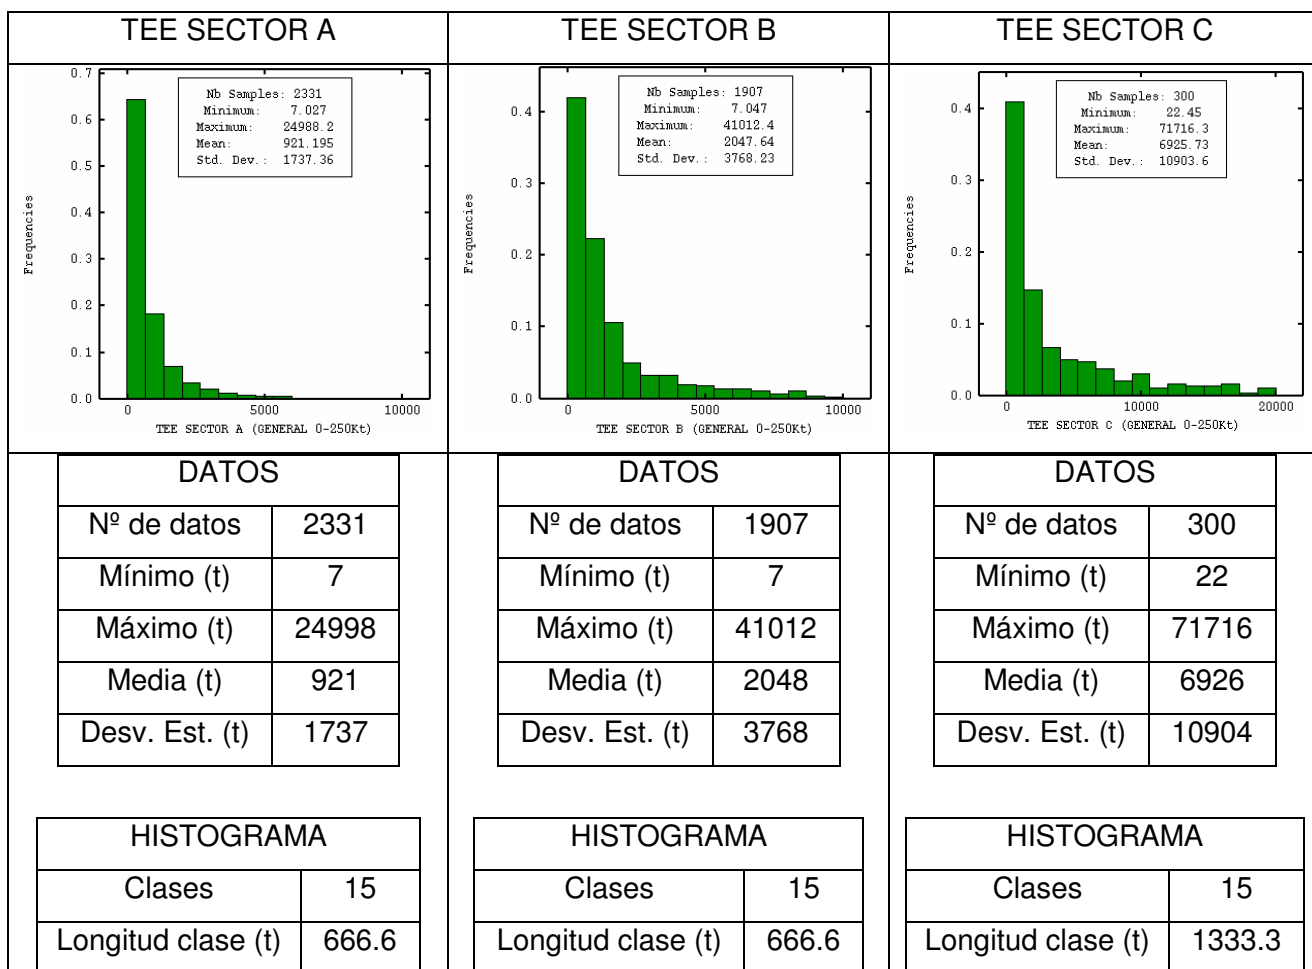 TEE SECTOR A
TEE SECTOR B
TEE SECTOR C
0.7
0.6
0.5
0.4
0.3
0.2
0.1
0.0
Frequencies
Nb Samples: 2331
Minimum: 7.027
Maximum: 24988.2
Mean: 921.195
Std. Dev.: 1737.36
0 5000 10000
TEE SECTOR A (GENERAL 0-250Kt)
0.4
0.3
0.2
0.1
0.0
Frequencies
Nb Samples: 1907
Minimum: 7.047
Maximum: 41012.4
Mean: 2047.64
Std. Dev.: 3768.23
0 5000 10000
TEE SECTOR B (GENERAL 0-250Kt)
0.4
0.3
0.2
0.1
0.0
Frequencies
Nb Samples: 300
Minimum: 22.45
Maximum: 71716.3
Mean: 6925.73
Std. Dev.: 10903.6
0 10000 20000
TEE SECTOR C (GENERAL 0-250Kt)
DATOS
Nº de datos 2331
Mínimo (t) 7
Máximo (t) 24998
Media (t) 921
Desv. Est. (t) 1737
DATOS
Nº de datos 1907
Mínimo (t) 7
Máximo (t) 41012
Media (t) 2048
Desv. Est. (t) 3768
DATOS
Nº de datos 300
Mínimo (t) 22
Máximo (t) 71716
Media (t) 6926
Desv. Est. (t) 10904
HISTOGRAMA
Clases 15
Longitud clase (t) 666.6
HISTOGRAMA
Clases 15
Longitud clase (t) 666.6
HISTOGRAMA
Clases 15
Longitud clase (t) 1333.3